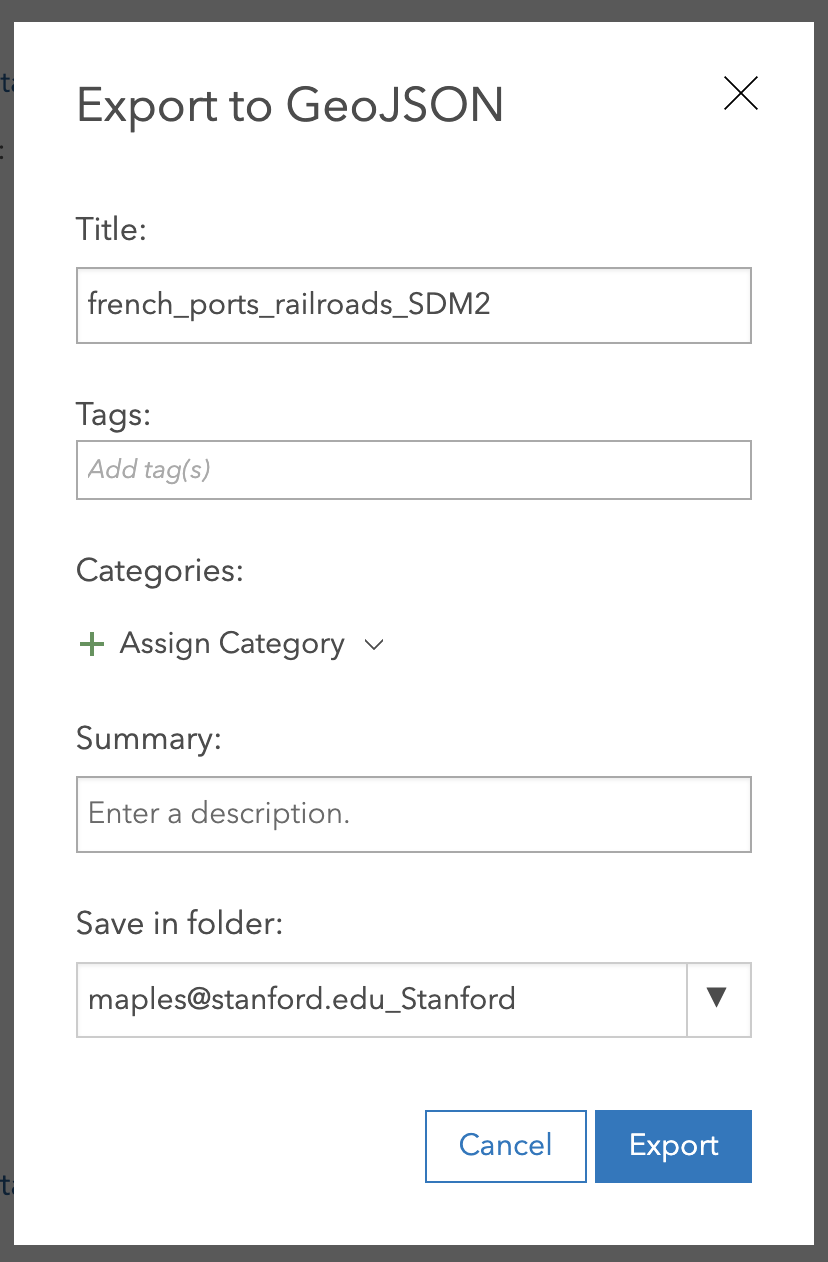 Export to GeoJSON
Title:
french_ports_railroads_SDM2
Tags:
Add tag(s)
Categories:
Assign Category
Summary:
Enter a description.
Save in folder:
maples@stanford.edu_Stanford
Cancel Export